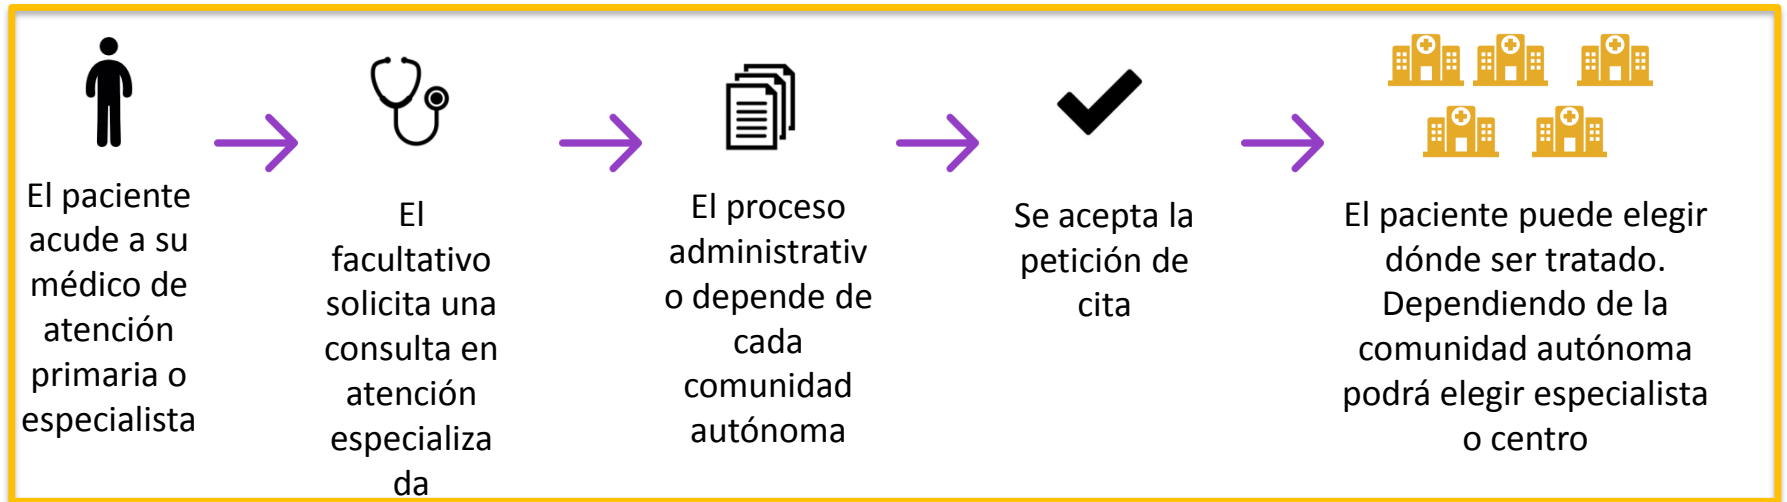 El paciente
acude a su
médico de
atención
primaria o
especialista
El
facultativo
solicita una
consulta en
atención
especializa
da
El proceso
administrativ
o depende de
cada
comunidad
autónoma
Se acepta la
petición de
cita
El paciente puede elegir
dónde ser tratado.
Dependiendo de la
comunidad autónoma
podrá elegir especialista
o centro